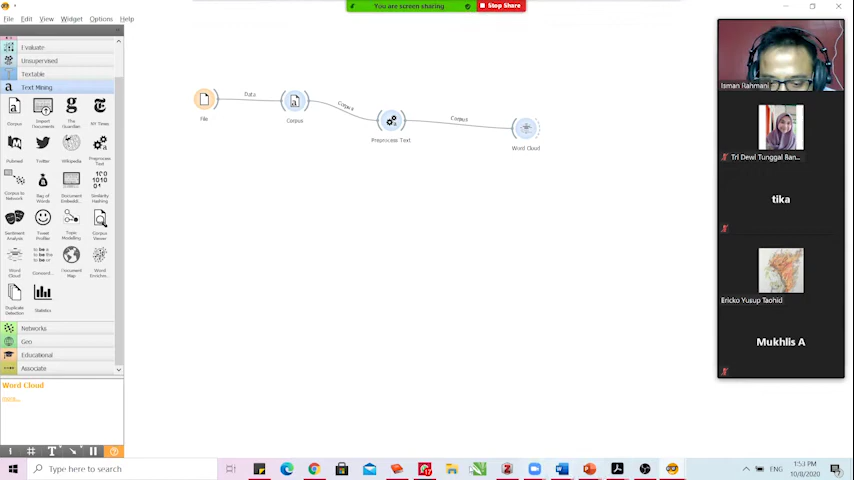 You are screen sharing
Stop Share
File Edit View Widget Options Help
Evaluate
Unsupervised
Textable
Text Mining
Corpus
Import Documents
The Guardian
NY Times
Pubmed
Twitter
Wikipedia
Preprocess Text
Corpus to Network
Bag of Words
Document Embeddi...
Similarity Hashing
Sentiment Analysis
Tweet Profiler
Topic Modelling
Corpus Viewer
Word Cloud
Concord...
Document Map
Word Enrichm...
Duplicate Detection
Statistics
Networks
Geo
Educational
Associate
Word Cloud
more...
File
Data
Corpus
Corpus
Preprocess Text
Corpus
Word Cloud
Isman Rahmani
Tri Dewi Tunggal Ban...
tika
Ericko Yusup Taohid
Mukhlis A
Type here to search
ENG
1:53 PM
10/8/2020